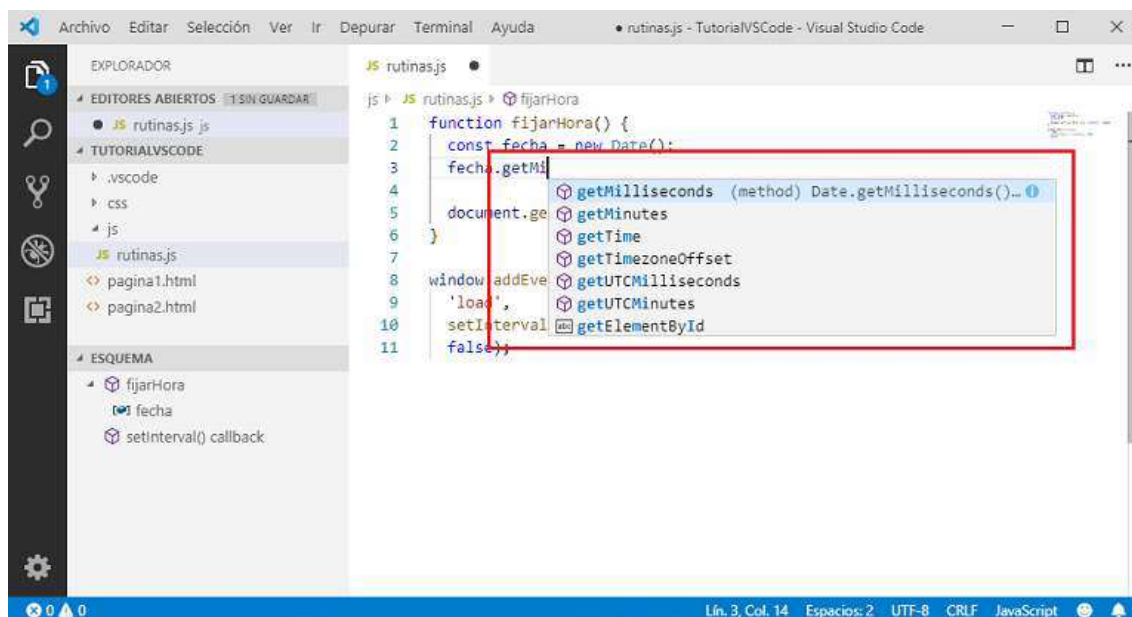 Archivo Editar Selección Ver Ir Depurar Terminal Ayuda ● rutinas.js - TutorialVSCode - Visual Studio Code
EXPLORADOR
EDITORES ABIERTOS 1 SIN GUARDAR
● JS rutinas.js js
TUTORIALVSCODE
.vscode
css
js
JS rutinas.js
<> pagina1.html
<> pagina2.html
ESQUEMA
fijarHora
fecha
setInterval() callback
1
JS rutinas.js ●
js JS rutinas.js fijarHora
1 function fijarHora() {
2 const fecha = new Date();
3 fecha.getMi
4
5 document.ge
6 }
7
8 window.addEve
9 'load',
10 setInterval
11 false);
getMilliseconds (method) Date.getMilliseconds()…
getMinutes
getTime
getTimezoneOffset
getUTCMilliseconds
getUTCMinutes
abc getElementById
0 0 Lín. 3, Col. 14 Espacios: 2 UTF-8 CRLF JavaScript